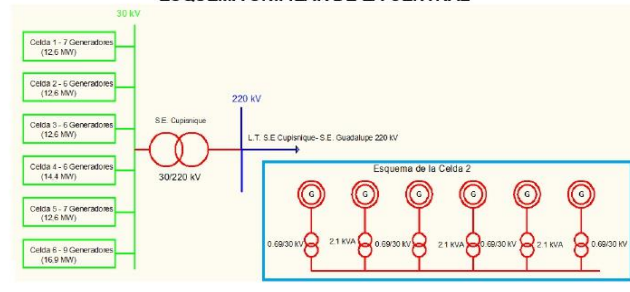 30 kV
Celda 1 - 7 Generadores
(12,6 MW)
Celda 2 - 6 Generadores
(12,6 MW)
Celda 3 - 6 Generadores
(12,6 MW)
Celda 4 - 6 Generadores
(14,4 MW)
Celda 5 - 7 Generadores
(12,6 MW)
Celda 6 - 9 Generadores
(16,9 MW)
S.E. Cupisnique
30/220 kV
220 kV
L.T. S.E Cupisnique- S.E. Guadalupe 220 kV
Esquema de la Celda 2
G G G G G G
0.69/30 kV 2.1 kVA 0.69/30 kV 2.1 kVA 0.69/30 kV 2.1 kVA 0.69/30 kV